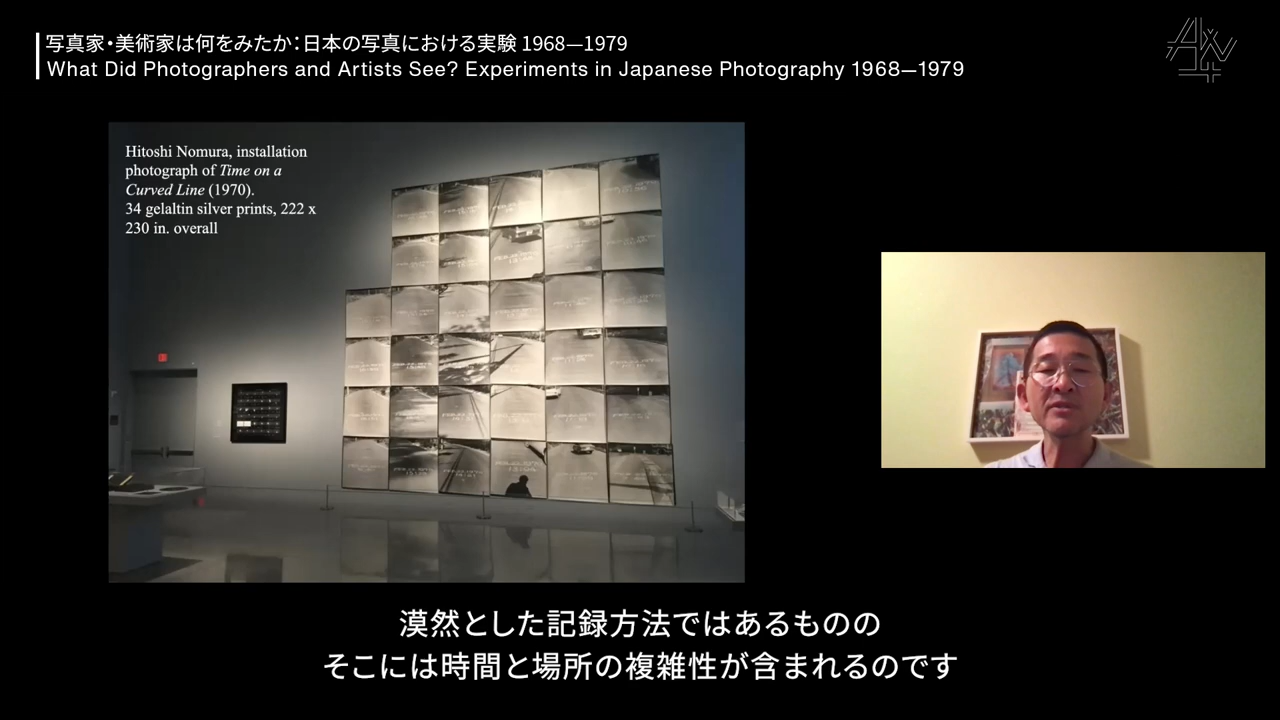 写真家・美術家は何をみたか：日本の写真における実験 1968—1979
What Did Photographers and Artists See? Experiments in Japanese Photography 1968—1979
Hitoshi Nomura, installation
photograph of Time on a
Curved Line (1970).
34 gelaltin silver prints, 222 x
230 in. overall
漠然とした記録方法ではあるものの
そこには時間と場所の複雑性が含まれるのです